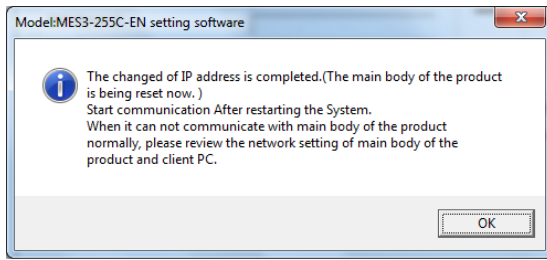 Model:MES3-255C-EN setting software
The changed of IP address is completed.(The main body of the product
is being reset now. )
Start communication After restarting the System.
When it can not communicate with main body of the product
normally, please review the network setting of main body of the
product and client PC.
OK